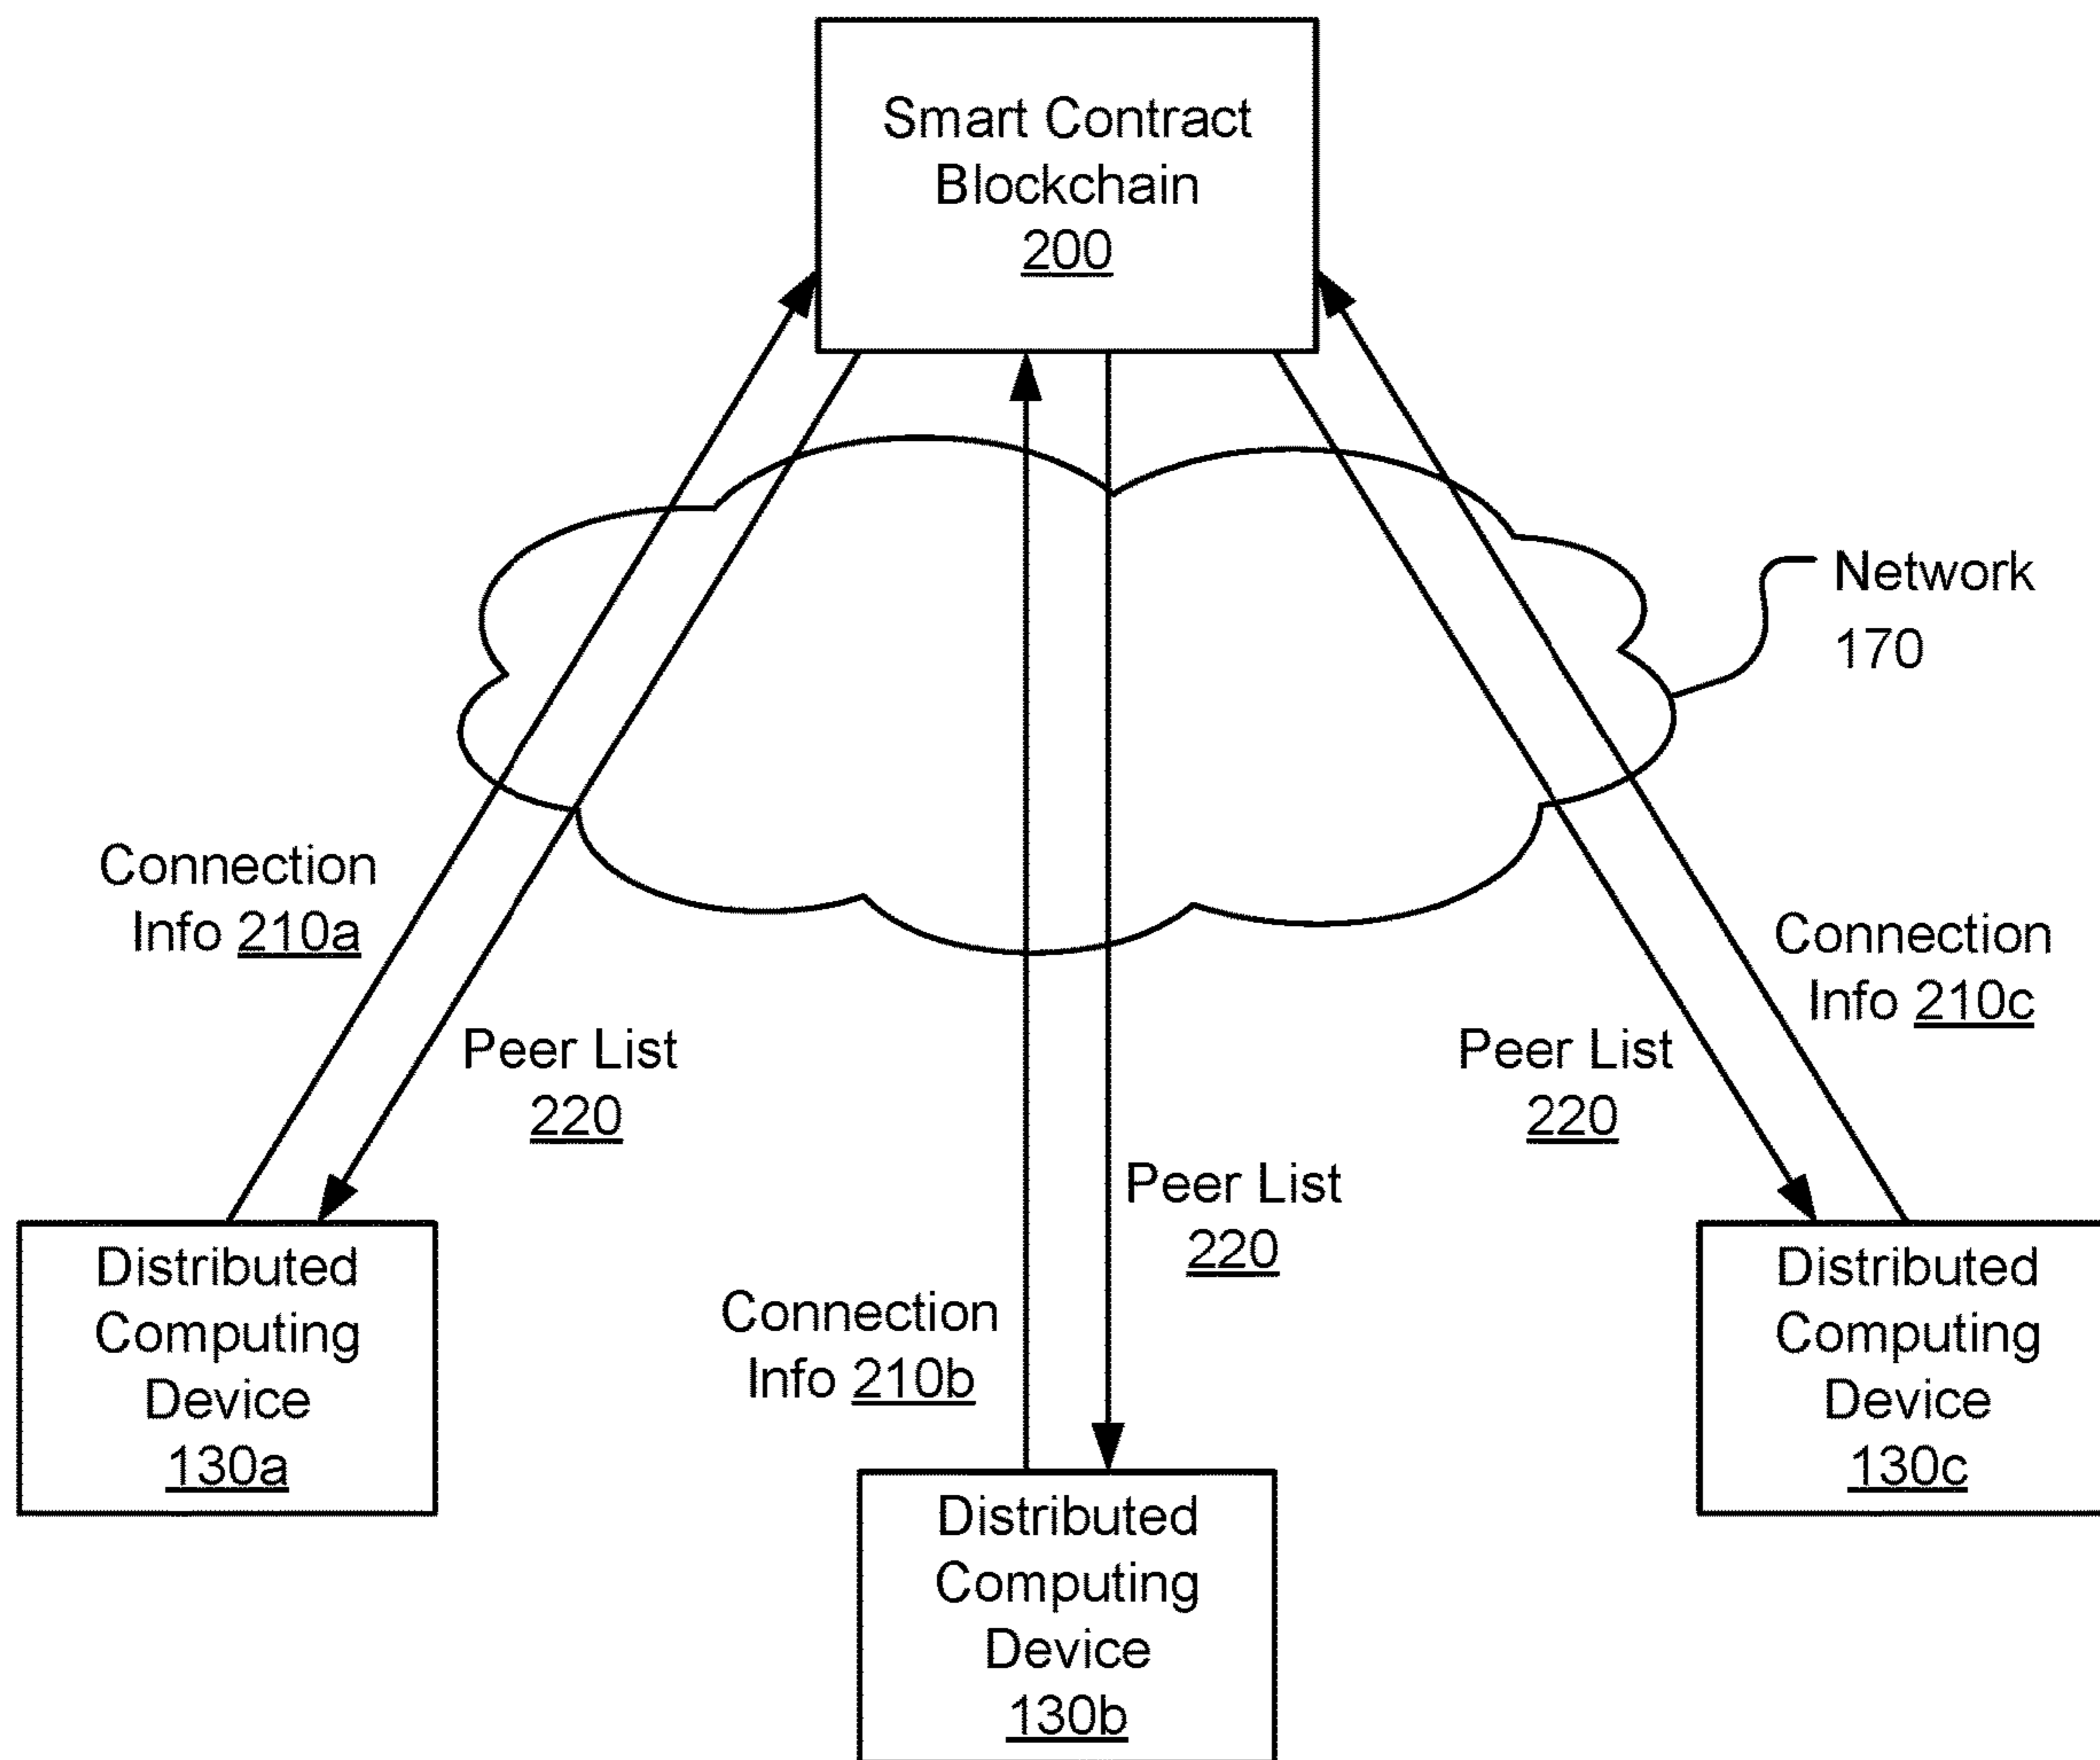 Smart Contract
Blockchain
200
Network
170
Connection
Info 210a
Connection
Info 210c
Peer List
220
Peer List
220
Peer List
220
Connection
Info 210b
Distributed
Computing
Device
130a
Distributed
Computing
Device
130c
Distributed
Computing
Device
130b